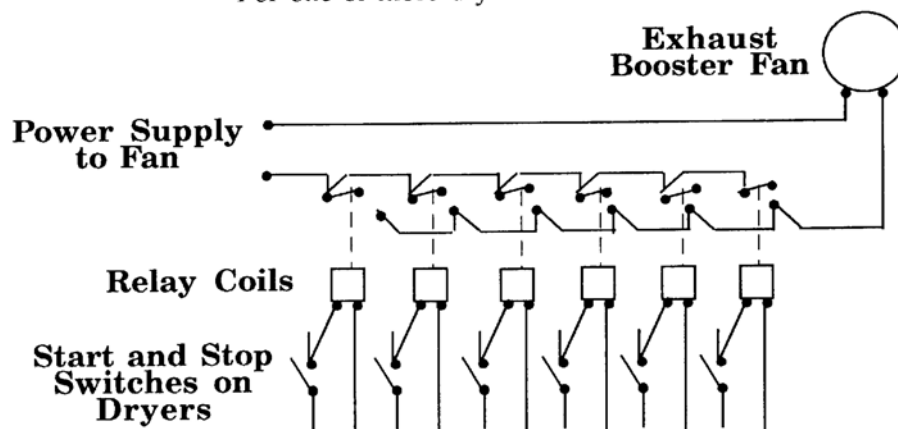 Exhaust
Booster Fan
Power Supply
to Fan
Relay Coils
Start and Stop
Switches on
Dryers